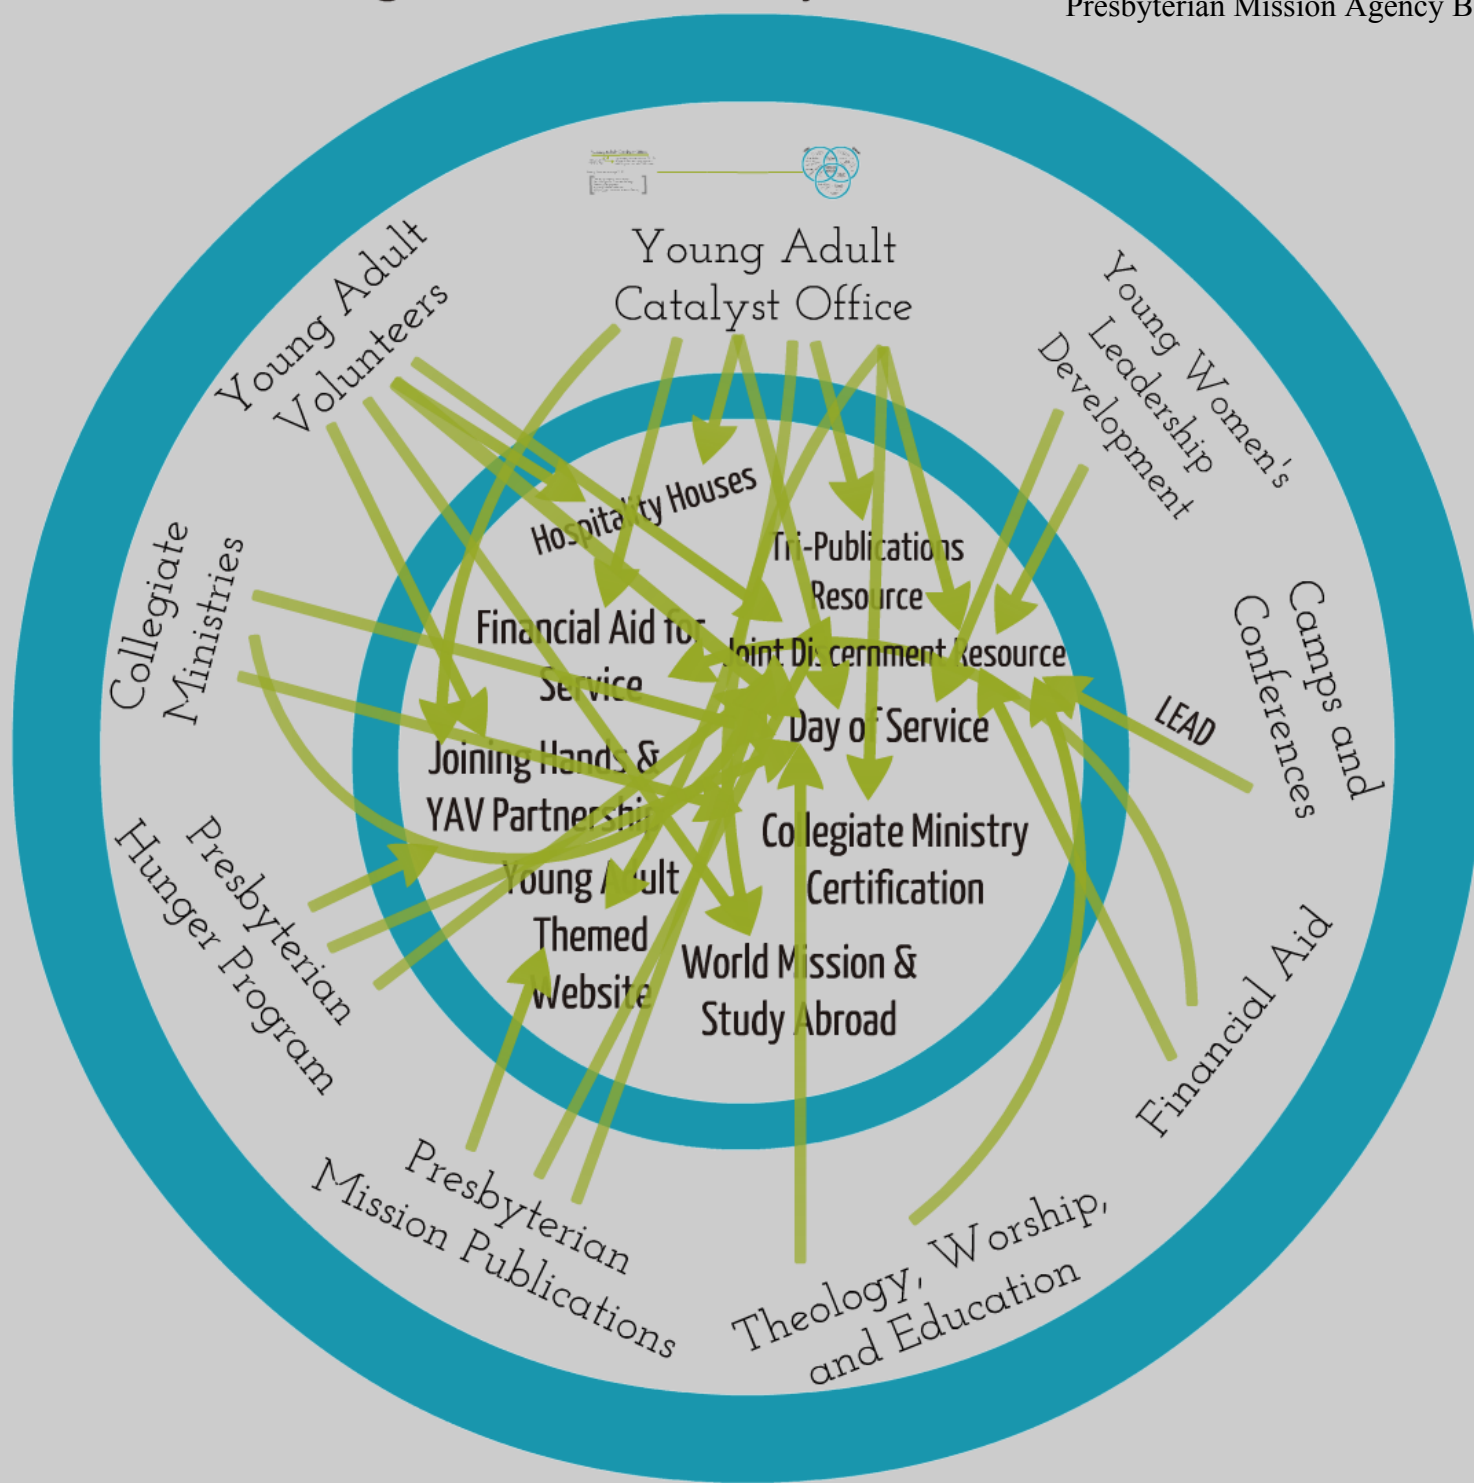 Presbyterian Mission Agency B
Young Adult
Catalyst Office
Young Adult
Volunteers
Young Women's
Leadership
Development
Collegiate
Ministries
Camps and
Conferences
LEAD
Presbyterian
Hunger Program
Financial Aid
Presbyterian
Mission Publications
Theology, Worship,
and Education
Hospitality Houses
Tri-Publications
Resource
Financial Aid for
Service
Joint Discernment Resource
Day of Service
Joining Hands &
YAV Partnership
Collegiate Ministry
Certification
Young Adult
Themed
Website
World Mission &
Study Abroad